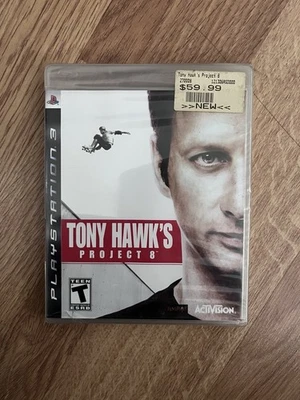 Tony Hawk's Project 8
$59.99
>>NEW<<
PLAYSTATION 3
TONY HAWK'S
PROJECT 8
TEEN
T
ESRB
ACTIVISION